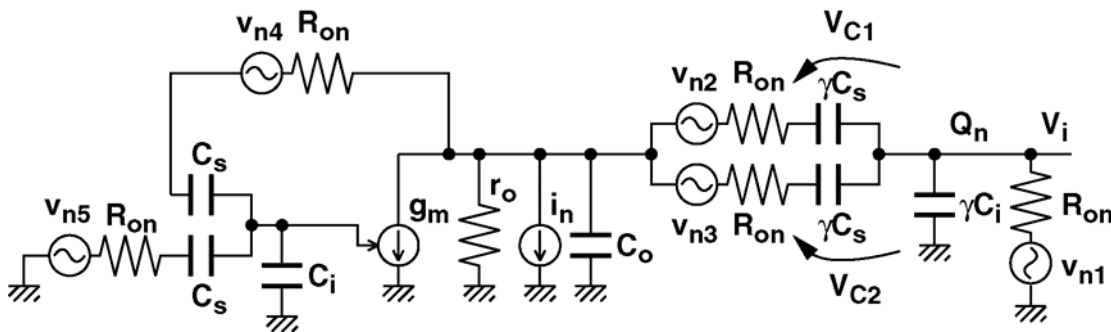 v_n4 R_on
V_C1
v_n2 R_on γC_s
Q_n V_i
C_s
v_n5 R_on
g_m r_o i_n
C_s C_i
C_o
v_n3 R_on γC_s
γC_i R_on
v_n1
V_C2